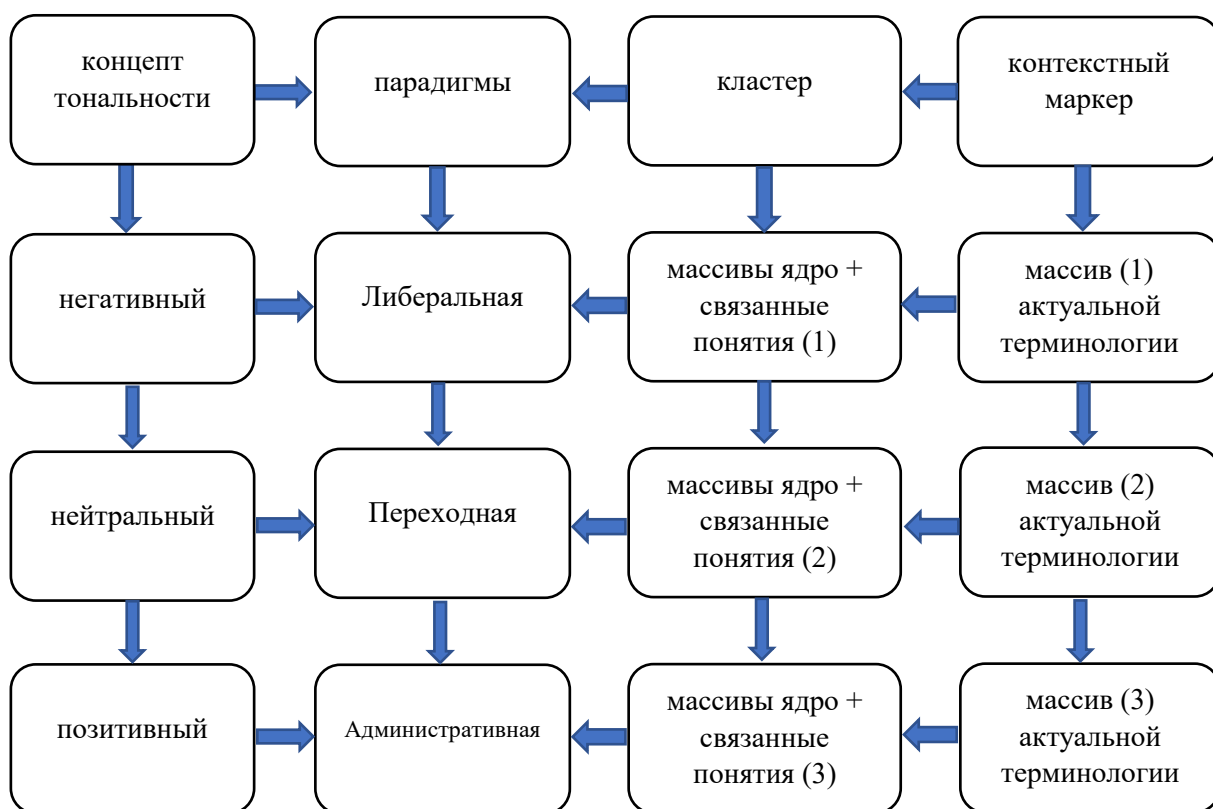 концепт
тональности
парадигмы
кластер
контекстный
маркер
негативный
Либеральная
массивы ядро +
связанные
понятия (1)
массив (1)
актуальной
терминологии
нейтральный
Переходная
массивы ядро +
связанные
понятия (2)
массив (2)
актуальной
терминологии
позитивный
Административная
массивы ядро +
связанные
понятия (3)
массив (3)
актуальной
терминологии